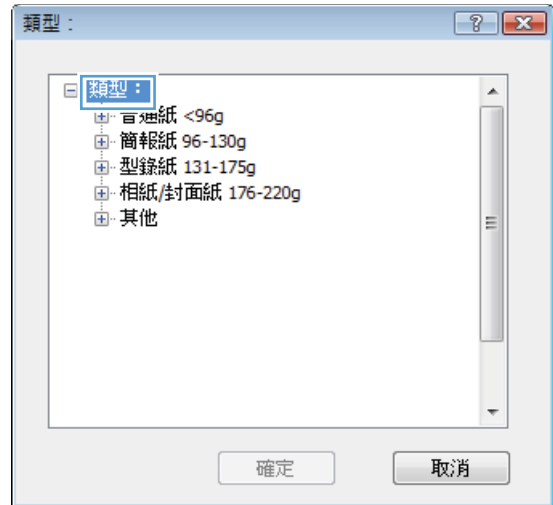 類型：
類型：
普通紙 <96g
簡報紙 96-130g
型錄紙 131-175g
相紙/封面紙 176-220g
其他
確定
取消